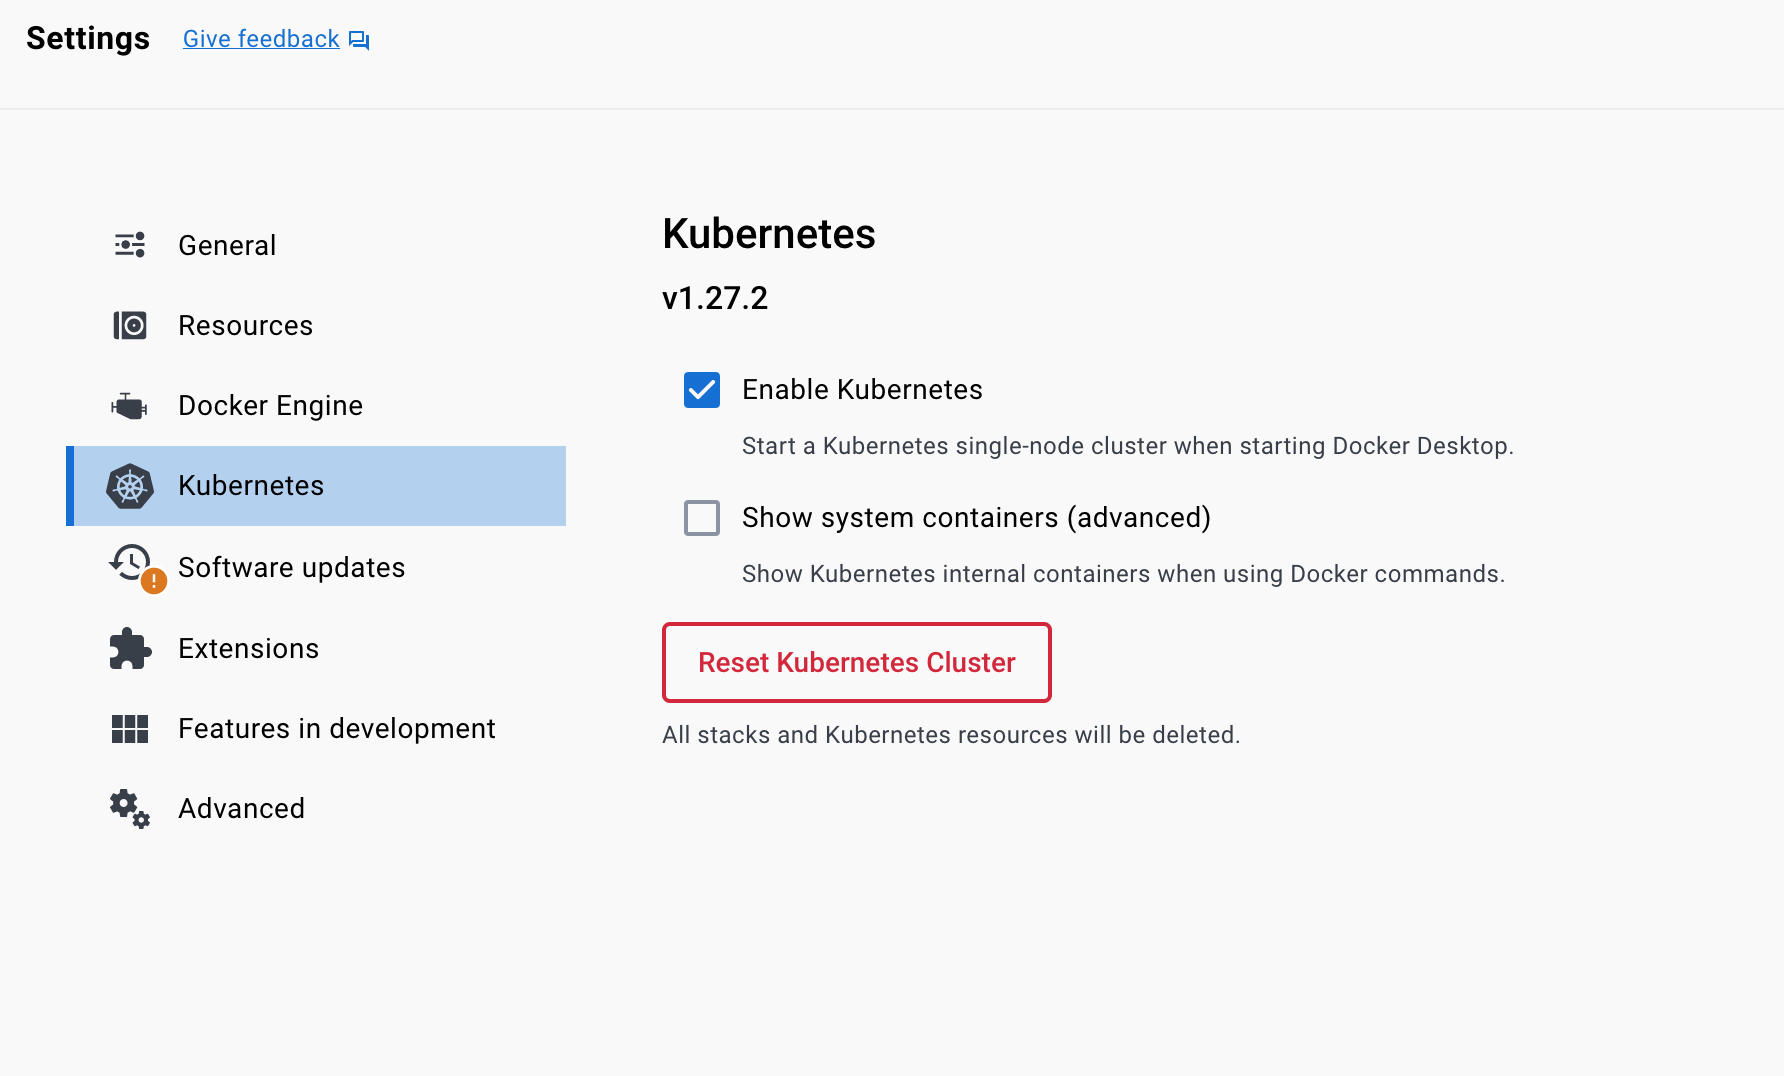 Settings
Give feedback
General
Resources
Docker Engine
Kubernetes
Software updates
Extensions
Features in development
Advanced
Kubernetes
v1.27.2
Enable Kubernetes
Start a Kubernetes single-node cluster when starting Docker Desktop.
Show system containers (advanced)
Show Kubernetes internal containers when using Docker commands.
Reset Kubernetes Cluster
All stacks and Kubernetes resources will be deleted.